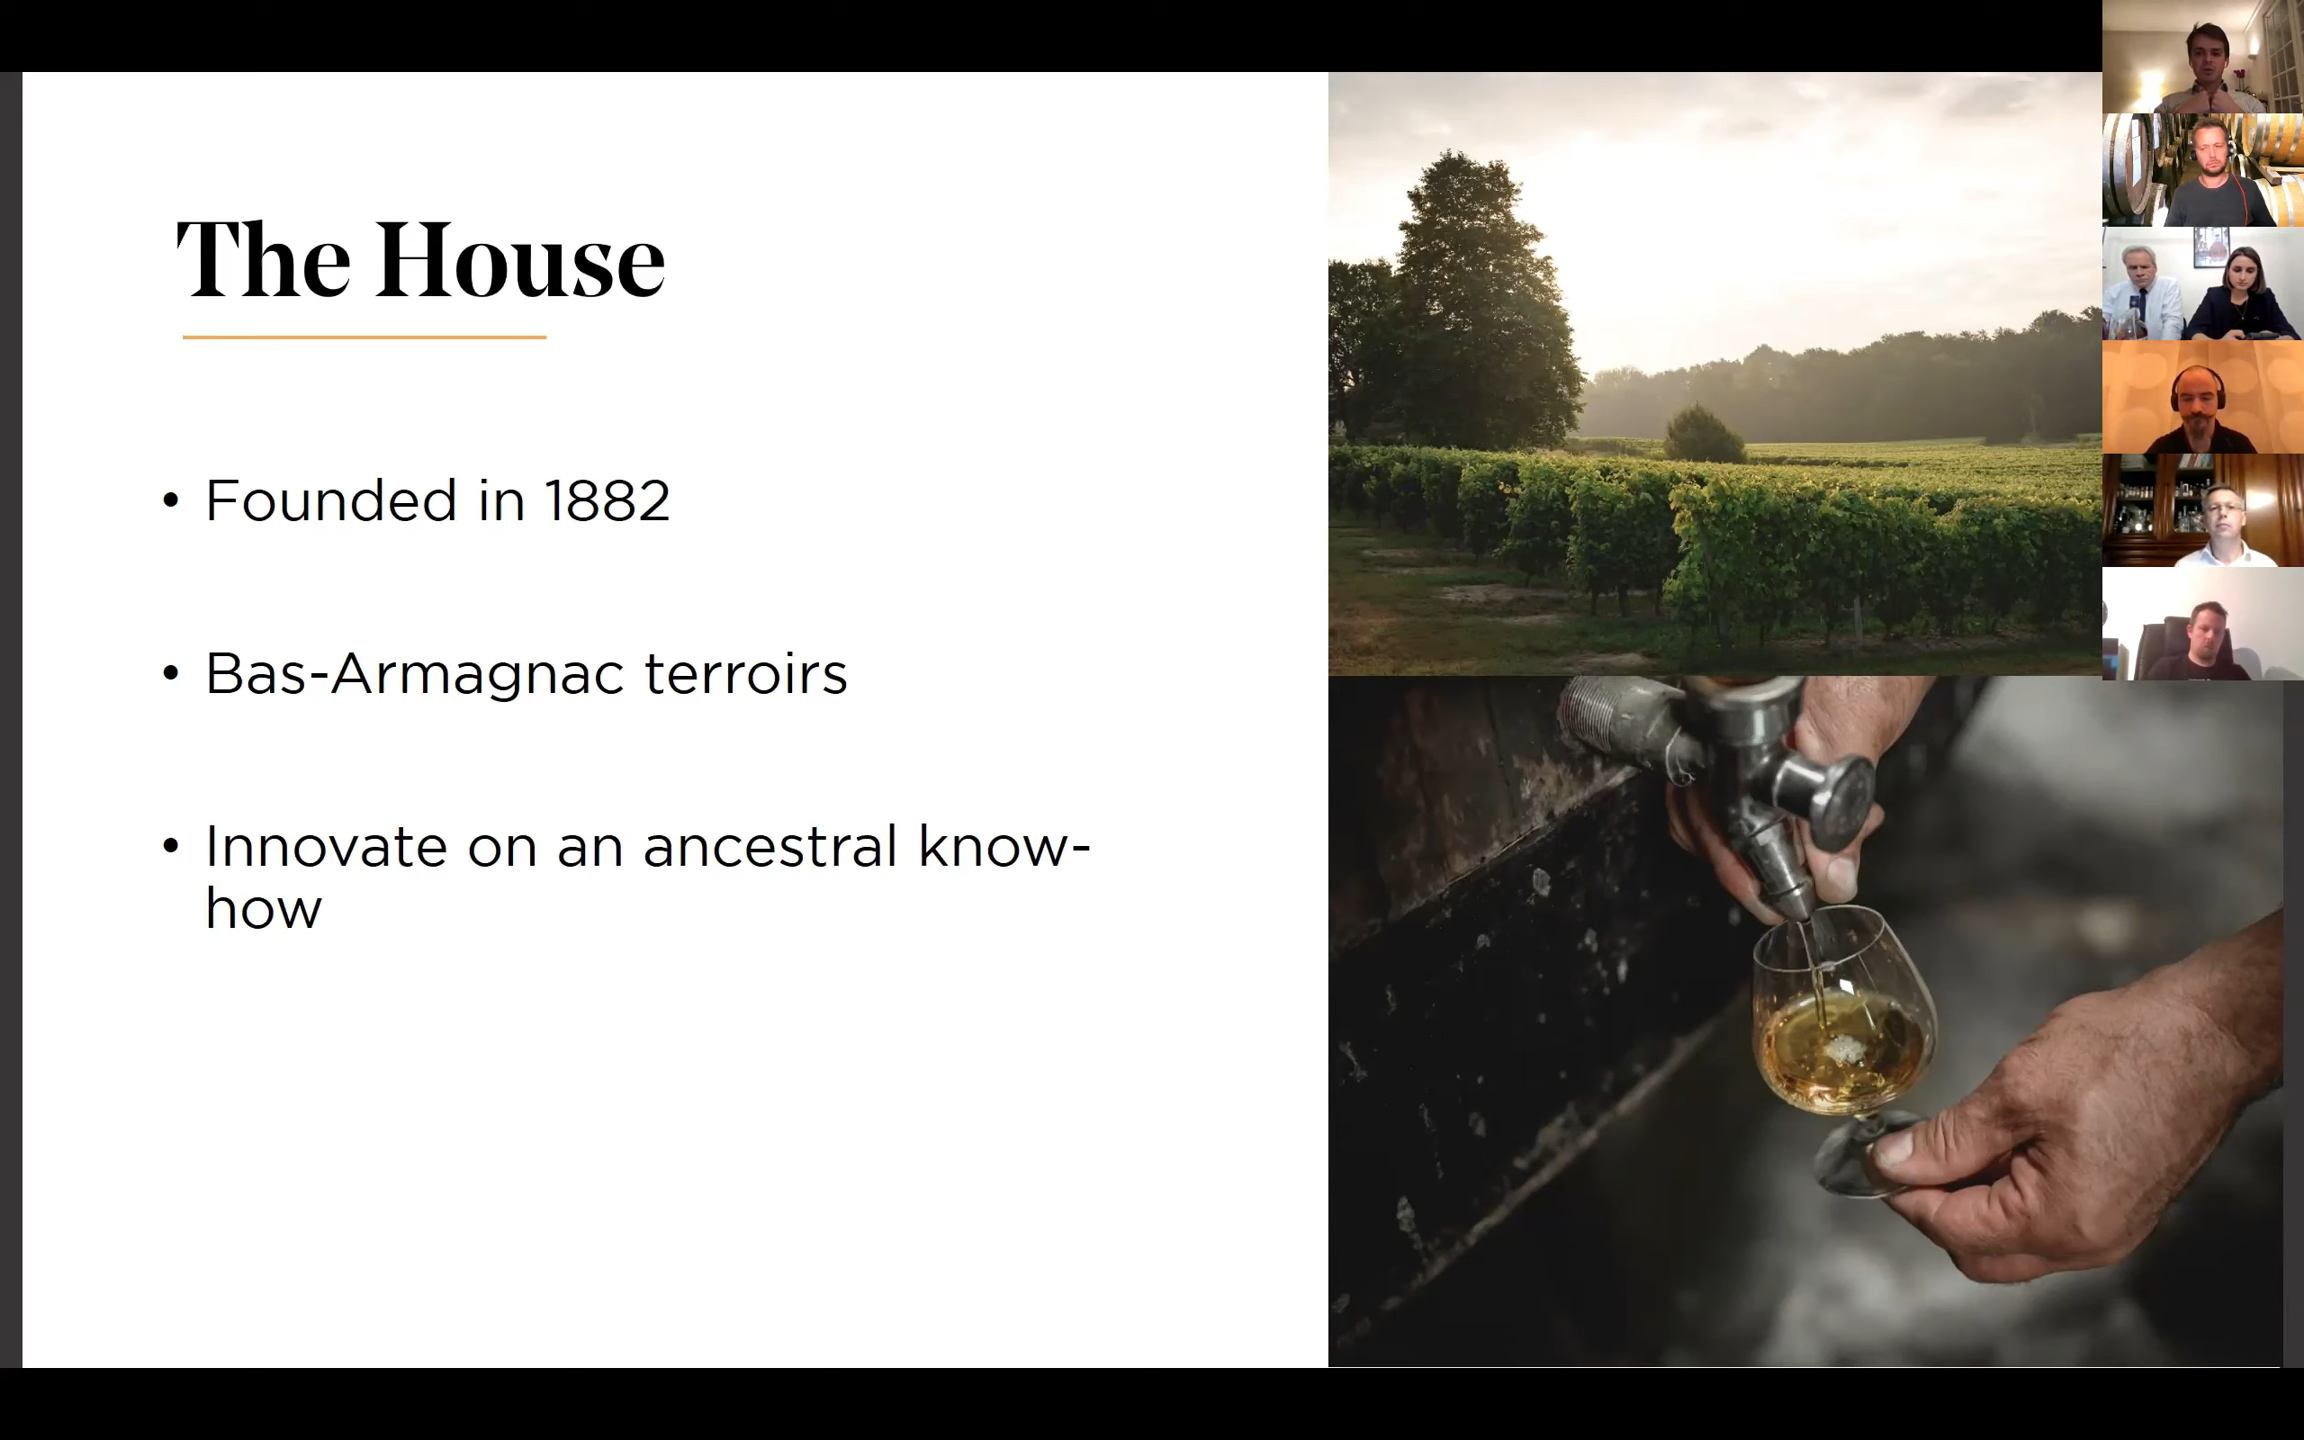 The House
• Founded in 1882
• Bas-Armagnac terroirs
• Innovate on an ancestral know-
how